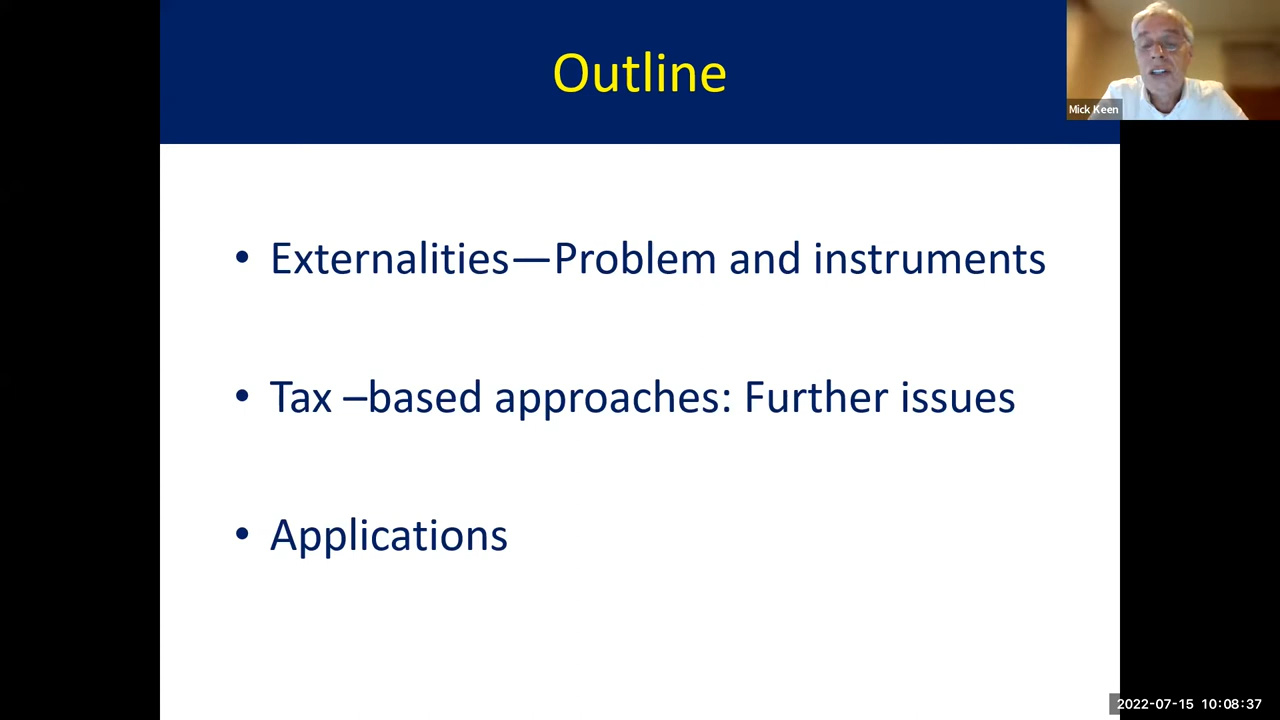 Outline
Mick Keen
• Externalities—Problem and instruments
• Tax –based approaches: Further issues
• Applications
2022-07-15 10:08:37